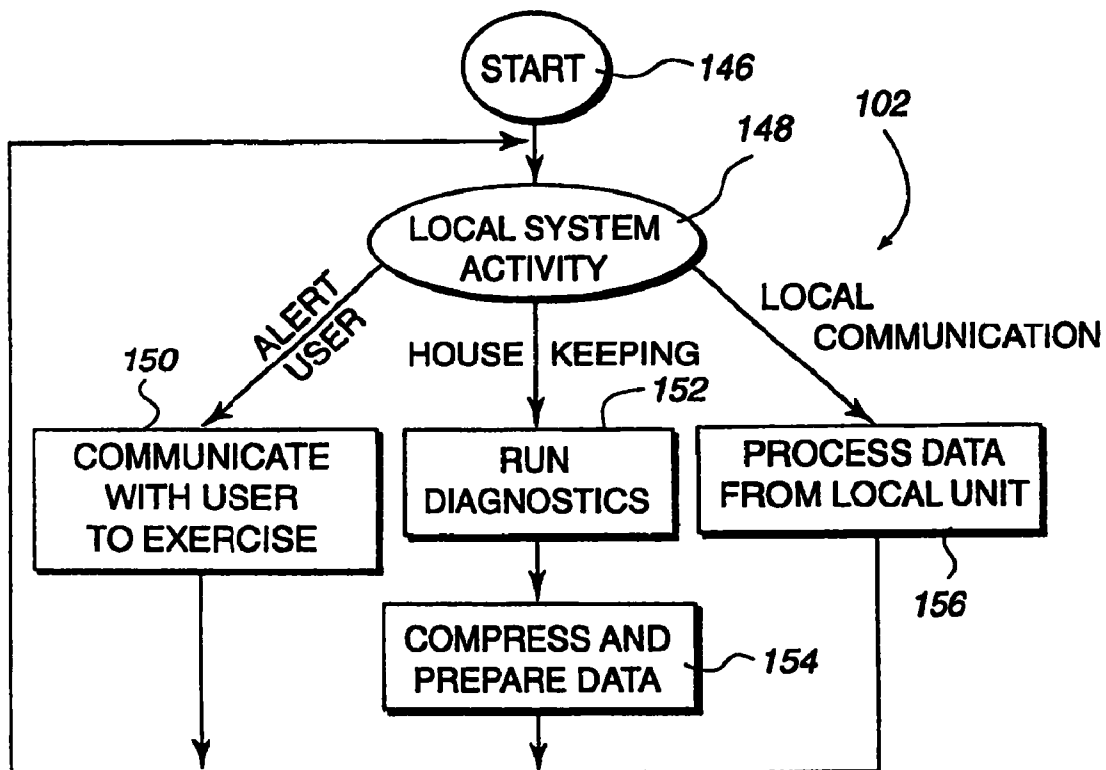 START
146
148
102
LOCAL SYSTEM
ACTIVITY
ALERT
USER
HOUSE KEEPING
LOCAL
COMMUNICATION
150
COMMUNICATE
WITH USER
TO EXERCISE
152
RUN
DIAGNOSTICS
PROCESS DATA
FROM LOCAL UNIT
156
COMPRESS AND
PREPARE DATA
154